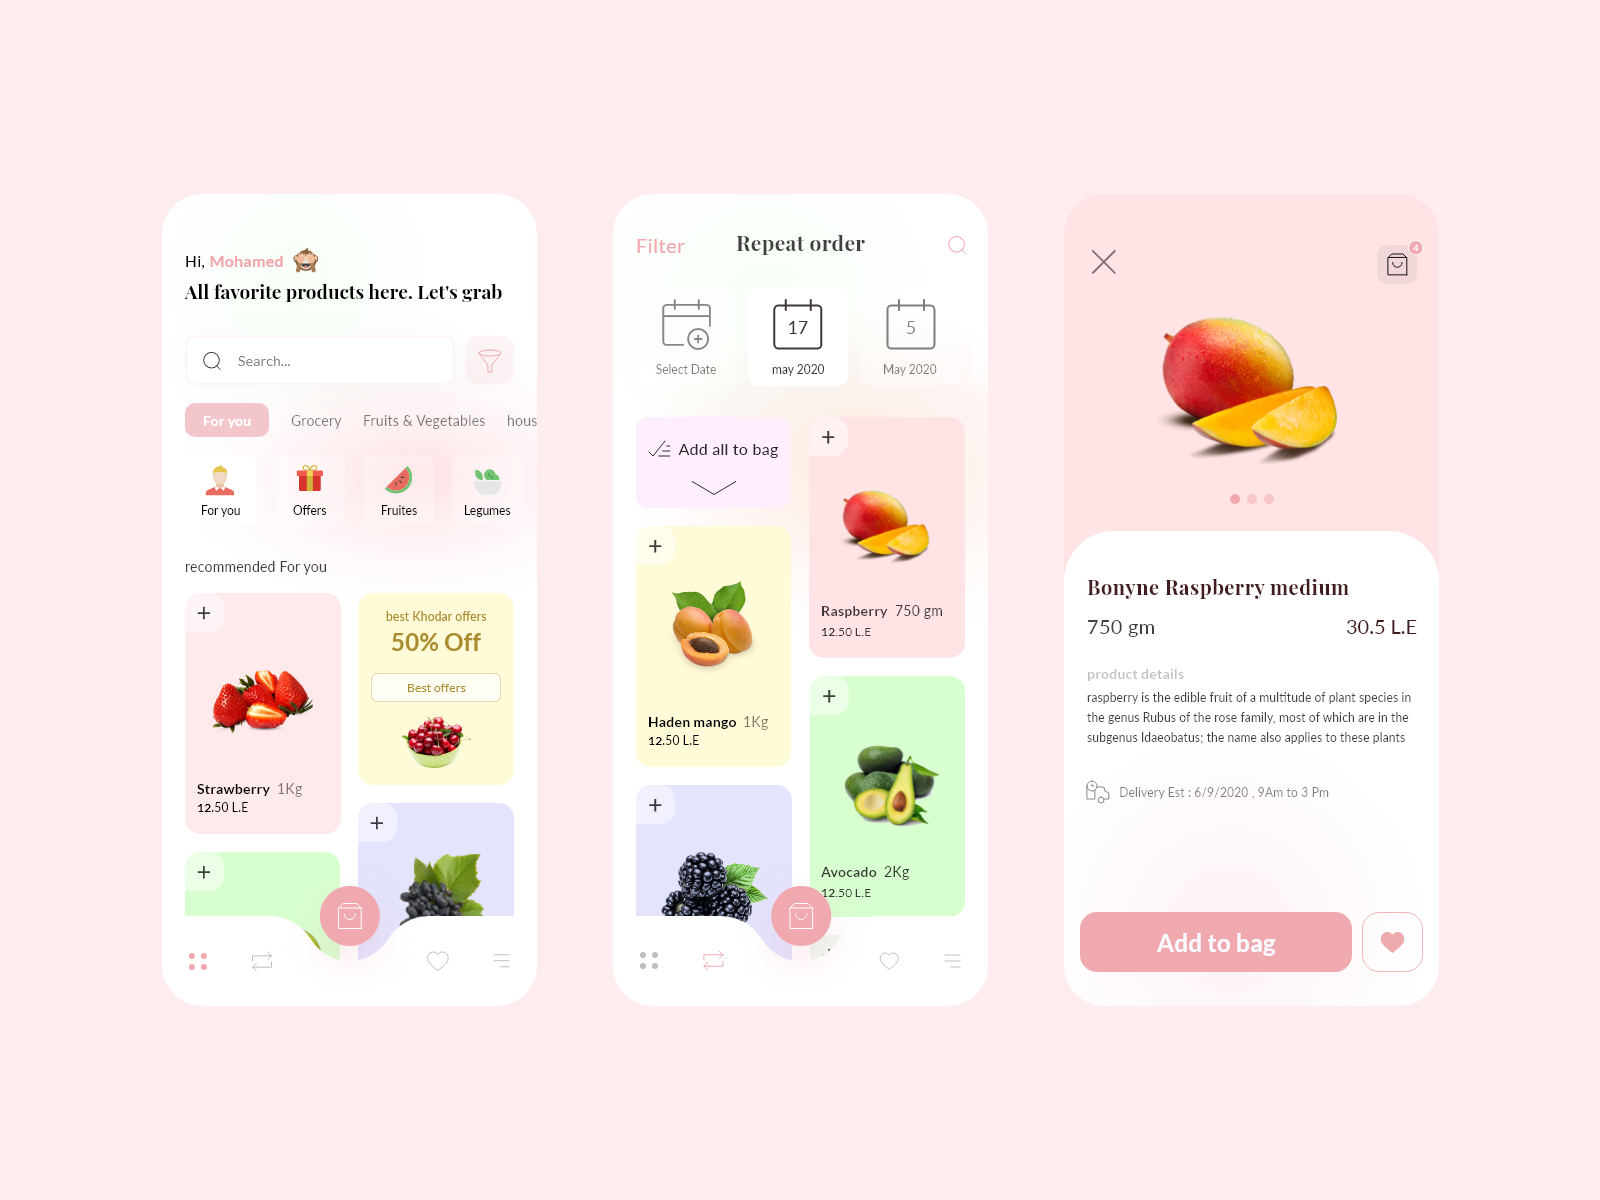 Hi, Mohamed
All favorite products here. Let's grab
Search...
For you Grocery Fruits & Vegetables hous
For you Offers Fruites Legumes
recommended For you
+
Strawberry 1Kg
12.50 L.E
best Khodar offers
50% Off
Best offers
+
+
Filter Repeat order
17 5
Select Date may 2020 May 2020
Add all to bag
+
Haden mango 1Kg
12.50 L.E
+
+
Raspberry 750 gm
12.50 L.E
+
Avocado 2Kg
12.50 L.E
4
Bonyne Raspberry medium
750 gm 30.5 L.E
product details
raspberry is the edible fruit of a multitude of plant species in
the genus Rubus of the rose family, most of which are in the
subgenus Idaeobatus; the name also applies to these plants
Delivery Est : 6/9/2020 , 9Am to 3 Pm
Add to bag